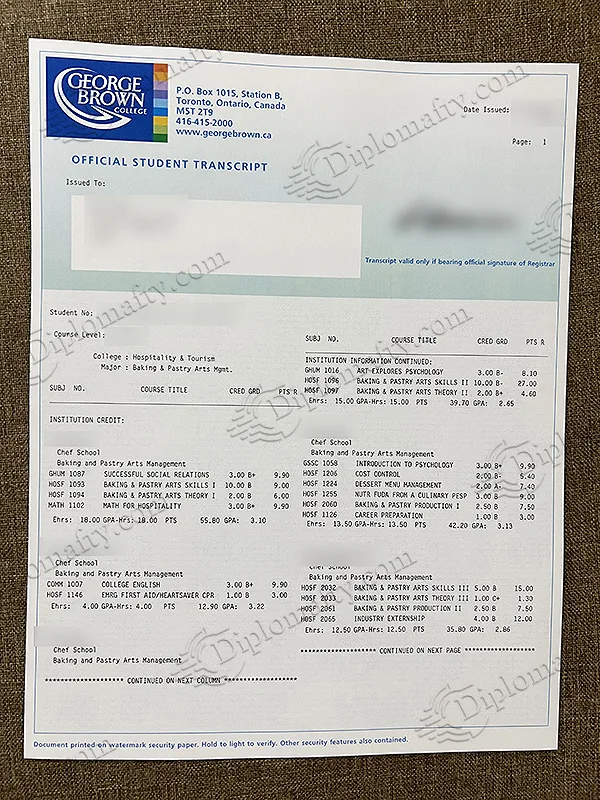 GEORGE
BROWN
COLLEGE
P.O. Box 1015, Station B,
Toronto, Ontario, Canada
M5T 2T9
416-415-2000
www.georgebrown.ca
Date Issued:
Page: 1
OFFICIAL STUDENT TRANSCRIPT
Issued To:
Transcript valid only if bearing official signature of Registrar
Student No:
Course Level:
College : Hospitality & Tourism
Major : Baking & Pastry Arts Mgmt.
SUBJ NO. COURSE TITLE CRED GRD PTS R
INSTITUTION CREDIT:
Chef School
Baking and Pastry Arts Management
GHUM 1087 SUCCESSFUL SOCIAL RELATIONS 3.00 B+ 9.90
HOSF 1093 BAKING & PASTRY ARTS SKILLS I 10.00 B 9.00
HOSF 1094 BAKING & PASTRY ARTS THEORY I 2.00 B 6.00
MATH 1102 MATH FOR HOSPITALITY 3.00 B+ 9.90
Ehrs: 18.00 GPA-Hrs: 18.00 PTS 55.80 GPA: 3.10
Chef School
Baking and Pastry Arts Management
COMM 1007 COLLEGE ENGLISH 3.00 B+ 9.90
HOSF 1146 EMRG FIRST AID/HEARTSAVER CPR 1.00 B 3.00
Ehrs: 4.00 GPA-Hrs: 4.00 PTS 12.90 GPA: 3.22
Chef School
Baking and Pastry Arts Management
****************** CONTINUED ON NEXT COLUMN ******************
SUBJ NO. COURSE TITLE CRED GRD PTS R
INSTITUTION INFORMATION CONTINUED:
GHUM 1016 ART EXPLORES PSYCHOLOGY 3.00 B- 8.10
HOSF 1096 BAKING & PASTRY ARTS SKILLS II 10.00 B- 27.00
HOSF 1097 BAKING & PASTRY ARTS THEORY II 2.00 B+ 4.60
Ehrs: 15.00 GPA-Hrs: 15.00 PTS 39.70 GPA: 2.65
Chef School
Baking and Pastry Arts Management
GSSC 1058 INTRODUCTION TO PSYCHOLOGY 3.00 B+ 9.90
HOSF 1206 COST CONTROL 2.00 B- 5.40
HOSF 1224 DESSERT MENU MANAGEMENT 2.00 A- 7.40
HOSF 1255 NUTR FUDA FROM A CULINARY PESP 3.00 B 9.00
HOSF 2060 BAKING & PASTRY PRODUCTION I 2.50 B 7.50
HOSF 1126 CAREER PREPARATION 1.00 B 3.00
Ehrs: 13.50 GPA-Hrs: 13.50 PTS 42.20 GPA: 3.13
Chef School
Baking and Pastry Arts Management
HOSF 2032 BAKING & PASTRY ARTS SKILLS III 5.00 B 15.00
HOSF 2033 BAKING & PASTRY ARTS THEORY III 1.00 C+ 1.30
HOSF 2061 BAKING & PASTRY PRODUCTION II 2.50 B 7.50
HOSF 2065 INDUSTRY EXTERNSHIP 4.00 B 12.00
Ehrs: 12.50 GPA-Hrs: 12.50 PTS 35.80 GPA: 2.86
****************** CONTINUED ON NEXT PAGE ******************
Document printed on watermark security paper. Hold to light to verify. Other security features also contained.
Diplomafty.com